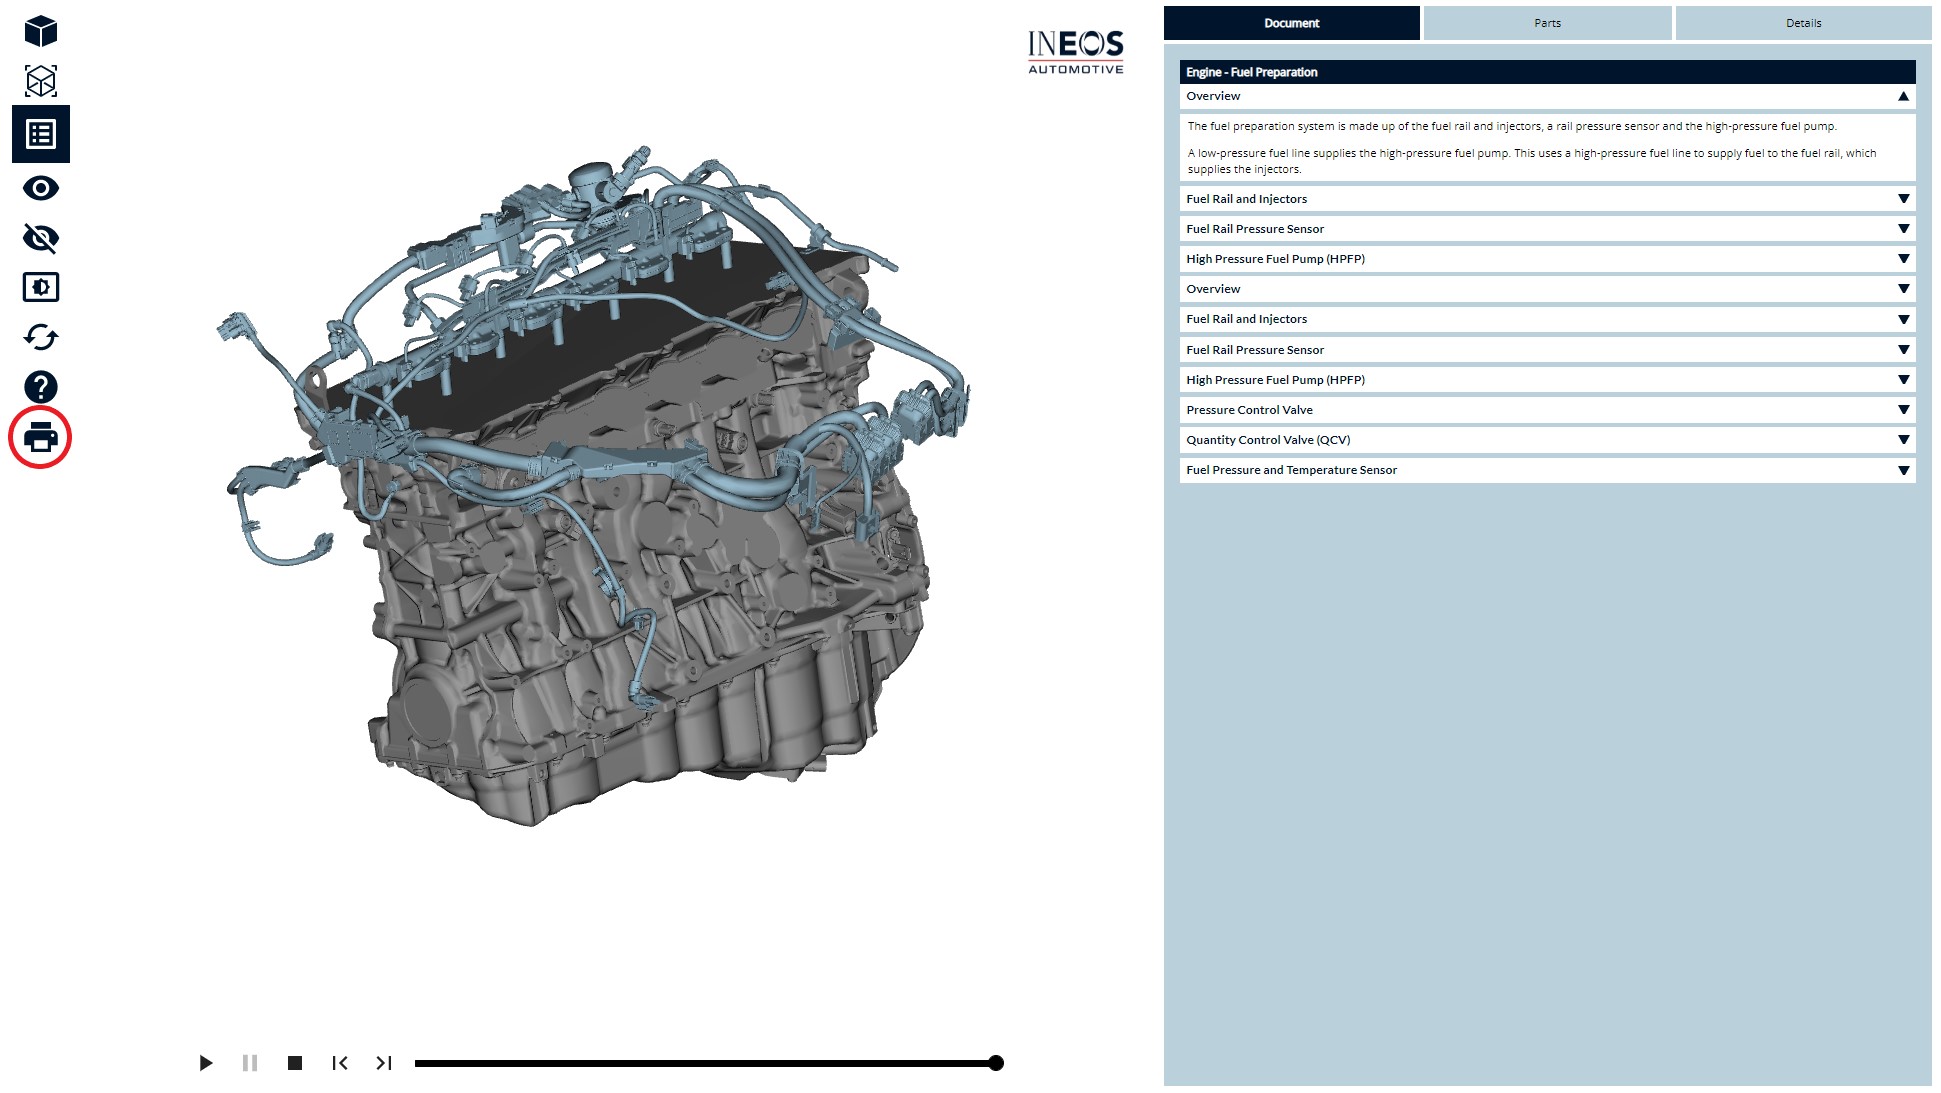 INEOS
AUTOMOTIVE
Document
Parts
Details
Engine - Fuel Preparation
Overview
The fuel preparation system is made up of the fuel rail and injectors, a rail pressure sensor and the high-pressure fuel pump.
A low-pressure fuel line supplies the high-pressure fuel pump. This uses a high-pressure fuel line to supply fuel to the fuel rail, which
supplies the injectors.
Fuel Rail and Injectors
Fuel Rail Pressure Sensor
High Pressure Fuel Pump (HPFP)
Overview
Fuel Rail and Injectors
Fuel Rail Pressure Sensor
High Pressure Fuel Pump (HPFP)
Pressure Control Valve
Quantity Control Valve (QCV)
Fuel Pressure and Temperature Sensor